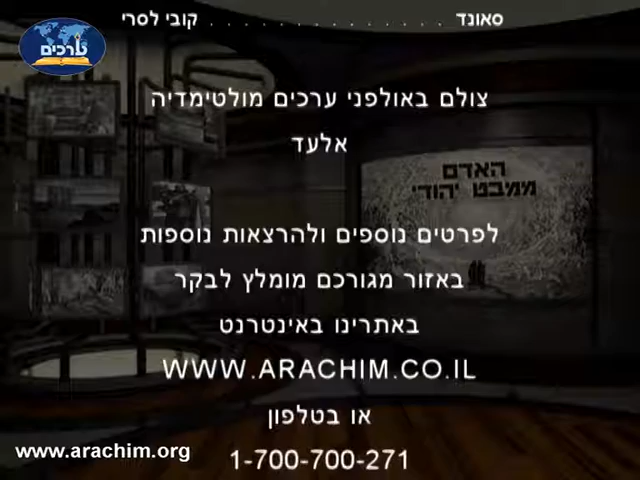 סאונד . . . . . . . . . . . . . . . קובי לסרי
ערכים
צולם באולפני ערכים מולטימדיה
אלעד
האדם
ממבט יהודי
לפרטים נוספים ולהרצאות נוספות
באזור מגורכם מומלץ לבקר
באתרינו באינטרנט
WWW.ARACHIM.CO.IL
או בטלפון
1-700-700-271
www.arachim.org